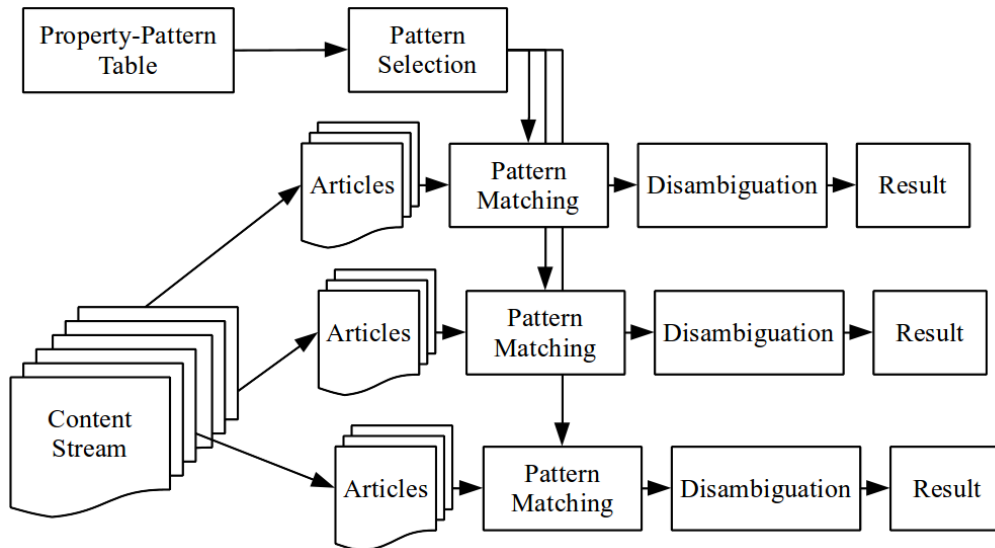 Property-Pattern
Table
Pattern
Selection
Articles
Pattern
Matching
Disambiguation
Result
Articles
Pattern
Matching
Disambiguation
Result
Content
Stream
Articles
Pattern
Matching
Disambiguation
Result